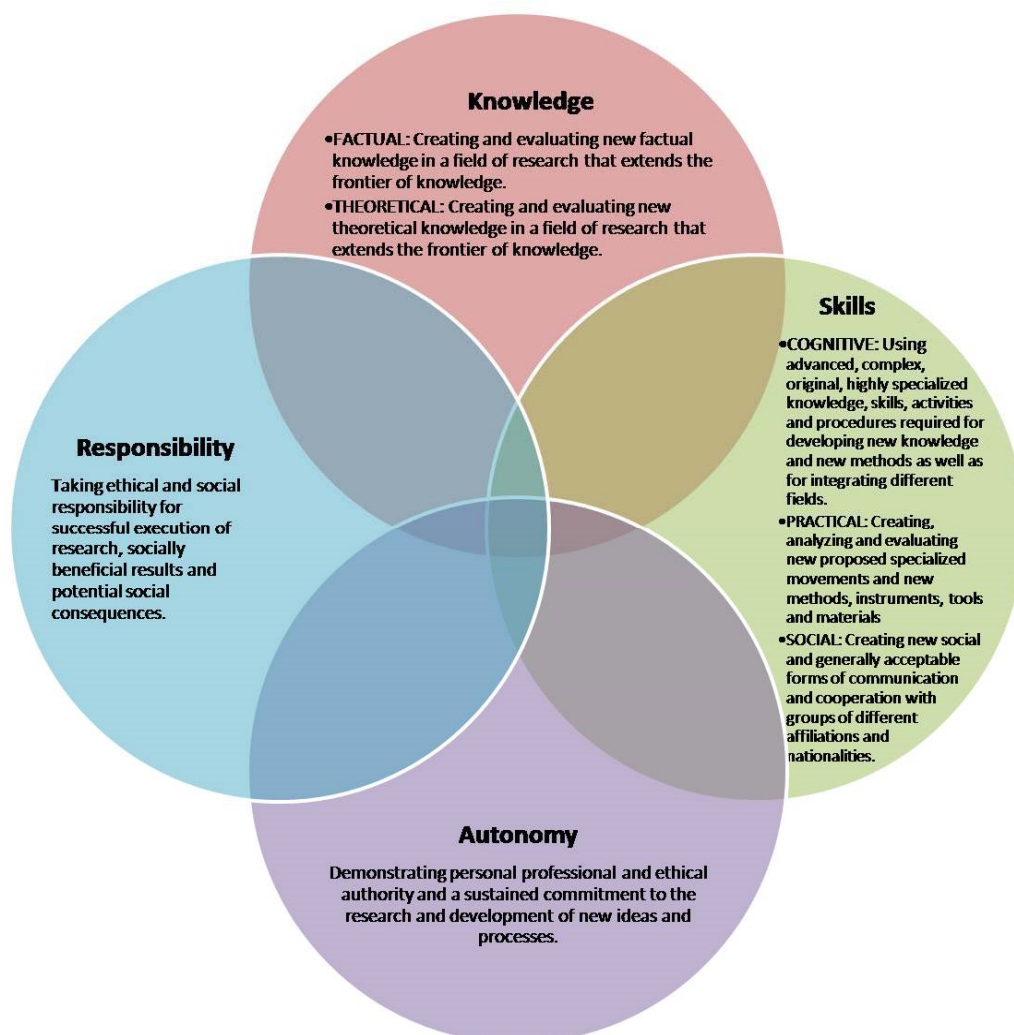 Knowledge
•FACTUAL: Creating and evaluating new factual
knowledge in a field of research that extends the
frontier of knowledge.
•THEORETICAL: Creating and evaluating new
theoretical knowledge in a field of research that
extends the frontier of knowledge.
Skills
•COGNITIVE: Using
advanced, complex,
original, highly specialized
knowledge, skills, activities
and procedures required for
developing new knowledge
and new methods as well as
for integrating different
fields.
•PRACTICAL: Creating,
analyzing and evaluating
new proposed specialized
movements and new
methods, instruments, tools
and materials
•SOCIAL: Creating new social
and generally acceptable
forms of communication
and cooperation with
groups of different
affiliations and
nationalities.
Responsibility
Taking ethical and social
responsibility for
successful execution of
research, socially
beneficial results and
potential social
consequences.
Autonomy
Demonstrating personal professional and ethical
authority and a sustained commitment to the
research and development of new ideas and
processes.